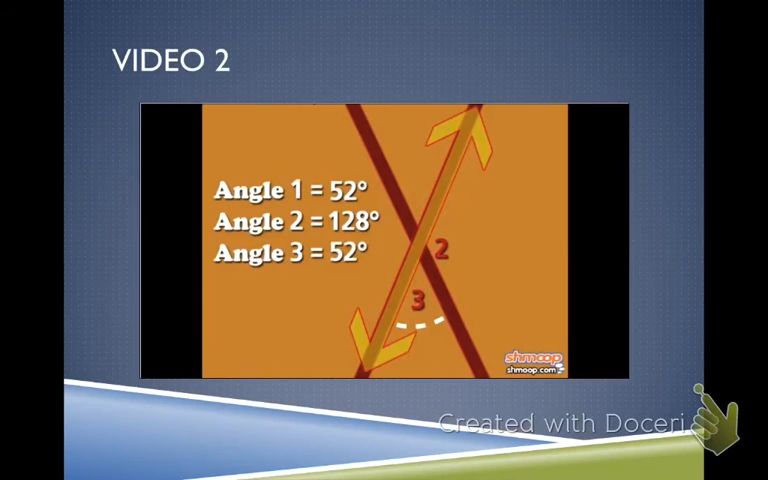 VIDEO 2
Angle 1 = 52°
Angle 2 = 128°
Angle 3 = 52°
2
3
shmoop
shmoop.com
Created with Doceri